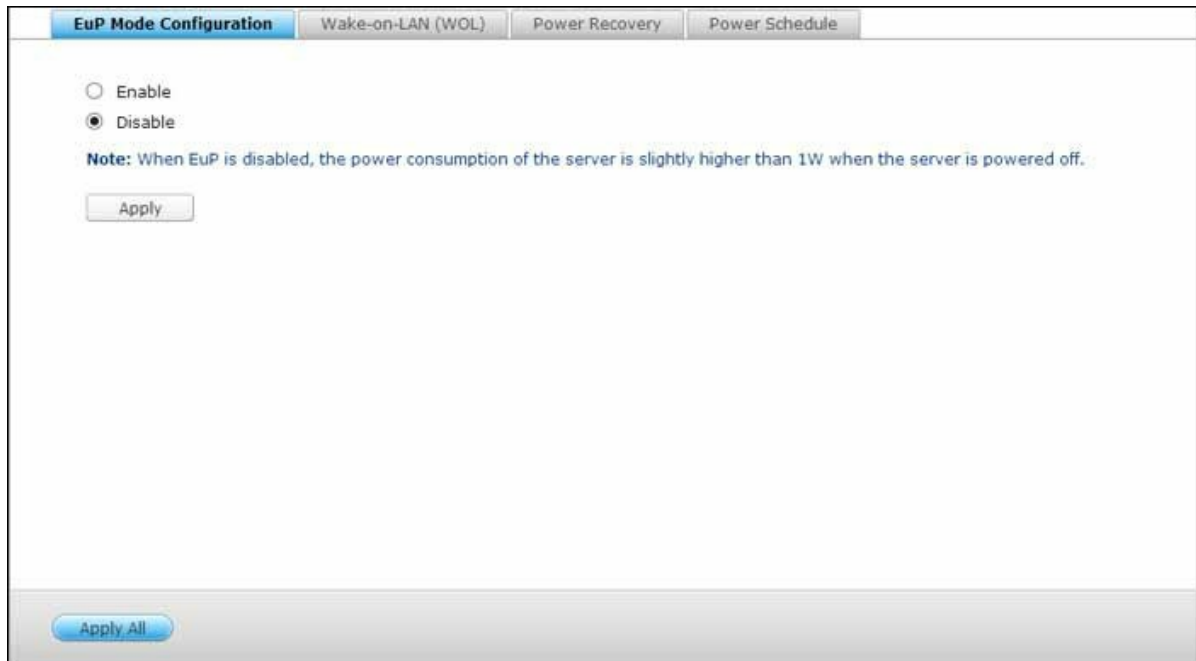 EuP Mode Configuration Wake-on-LAN (WOL) Power Recovery Power Schedule
Enable
Disable
Note: When EuP is disabled, the power consumption of the server is slightly higher than 1W when the server is powered off.
Apply
Apply All